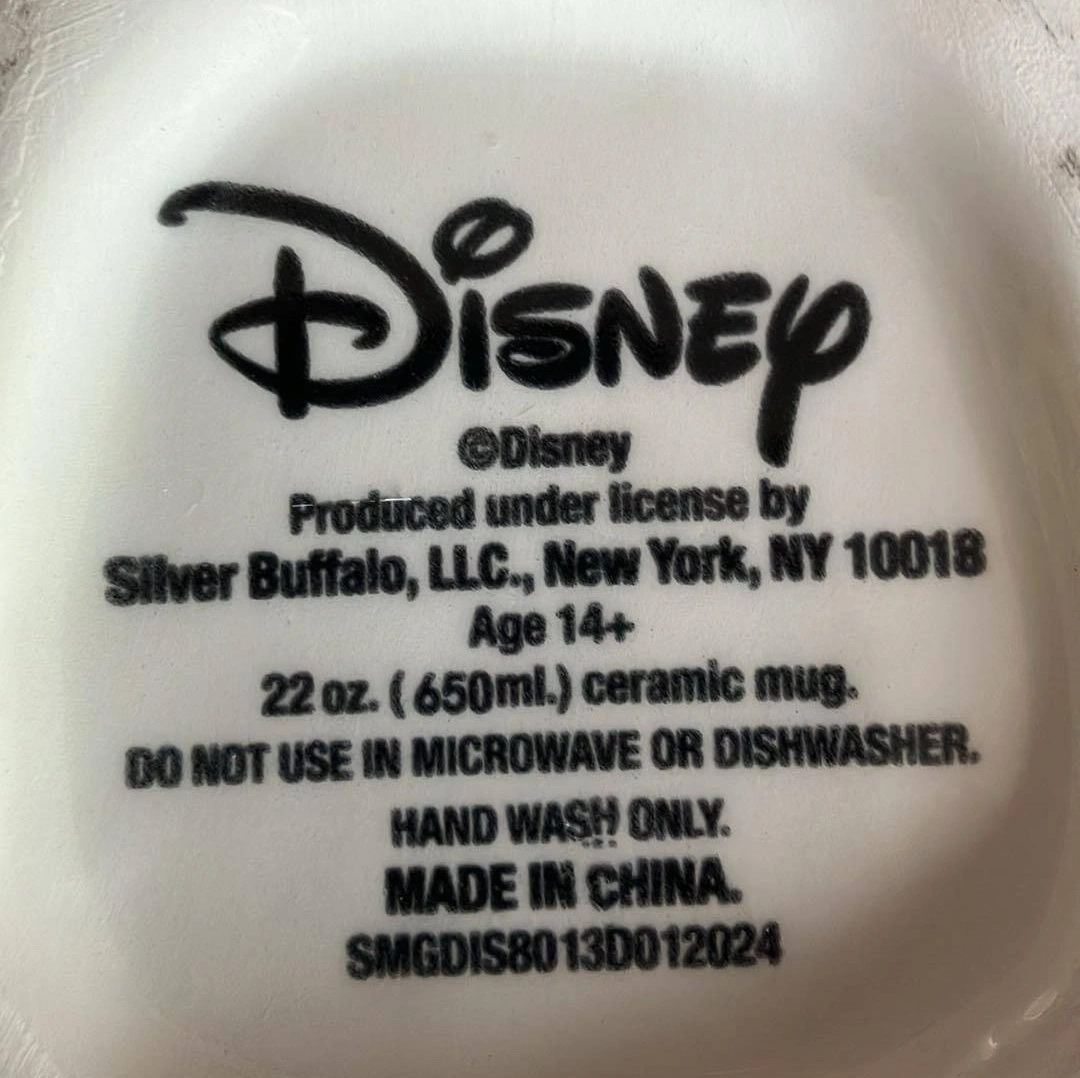 Disney
©Disney
Produced under license by
Silver Buffalo, LLC., New York, NY 10018
Age 14+
22 oz. ( 650ml.) ceramic mug.
DO NOT USE IN MICROWAVE OR DISHWASHER.
HAND WASH ONLY.
MADE IN CHINA.
SMGDIS8013D012024